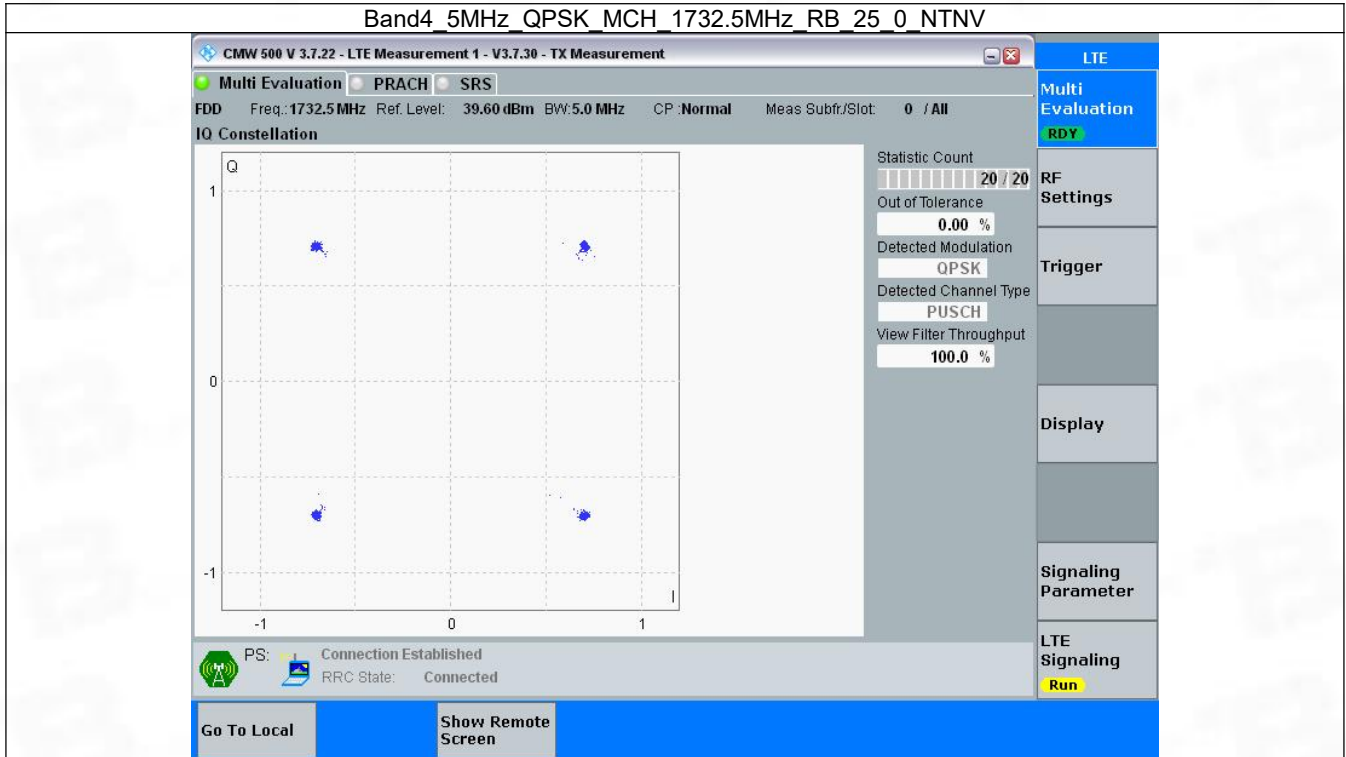 Band4_5MHz_QPSK_MCH_1732.5MHz_RB_25_0_NTNV
CMW 500 V 3.7.22 - LTE Measurement 1 - V3.7.30 - TX Measurement
LTE
Multi Evaluation PRACH SRS
Multi
Evaluation
RDY
FDD Freq.: 1732.5 MHz Ref. Level: 39.60 dBm BW: 5.0 MHz CP : Normal Meas Subfr./Slot: 0 / All
IQ Constellation
Q
1
0
-1
I
-1 0 1
Statistic Count
20 / 20
Out of Tolerance
0.00 %
Detected Modulation
QPSK
Detected Channel Type
PUSCH
View Filter Throughput
100.0 %
RF
Settings
Trigger
Display
Signaling
Parameter
LTE
Signaling
Run
PS: Connection Established
RRC State: Connected
Go To Local
Show Remote
Screen